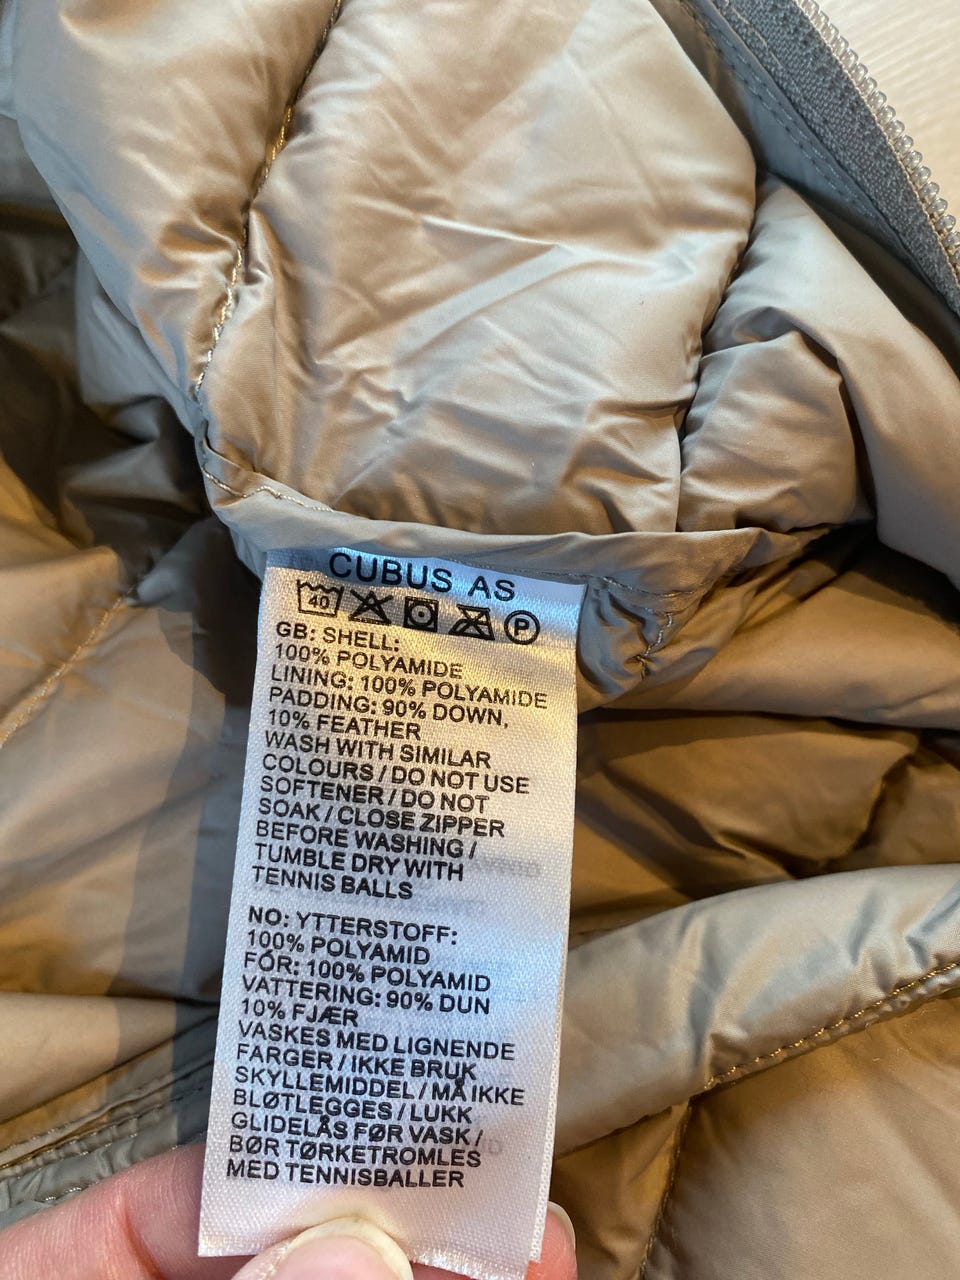 CUBUS AS
40 P
GB: SHELL:
100% POLYAMIDE
LINING: 100% POLYAMIDE
PADDING: 90% DOWN,
10% FEATHER
WASH WITH SIMILAR
COLOURS / DO NOT USE
SOFTENER / DO NOT
SOAK / CLOSE ZIPPER
BEFORE WASHING /
TUMBLE DRY WITH
TENNIS BALLS
NO: YTTERSTOFF:
100% POLYAMID
FÓR: 100% POLYAMID
VATTERING: 90% DUN
10% FJÆR
VASKES MED LIGNENDE
FARGER / IKKE BRUK
SKYLLEMIDDEL / MÅ IKKE
BLØTLEGGES / LUKK
GLIDELÅS FØR VASK /
BØR TØRKETROMLES
MED TENNISBALLER